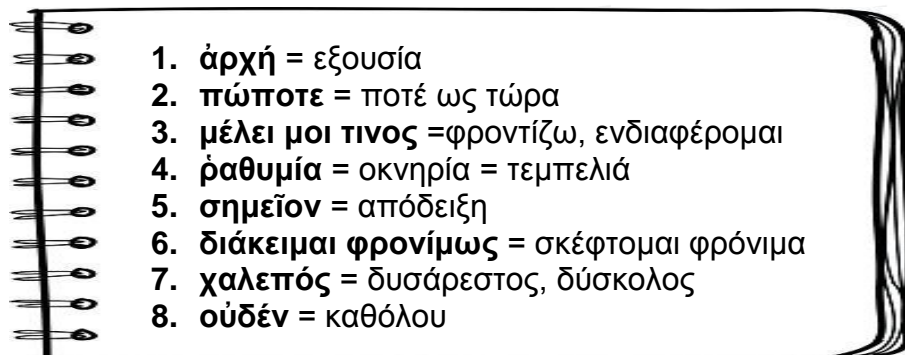 1. ἀρχή = εξουσία
2. πώποτε = ποτέ ως τώρα
3. μέλει μοι τινος =φροντίζω, ενδιαφέρομαι
4. ῥαθυμία = οκνηρία = τεμπελιά
5. σημεῖον = απόδειξη
6. διάκειμαι φρονίμως = σκέφτομαι φρόνιμα
7. χαλεπός = δυσάρεστος, δύσκολος
8. οὐδέν = καθόλου